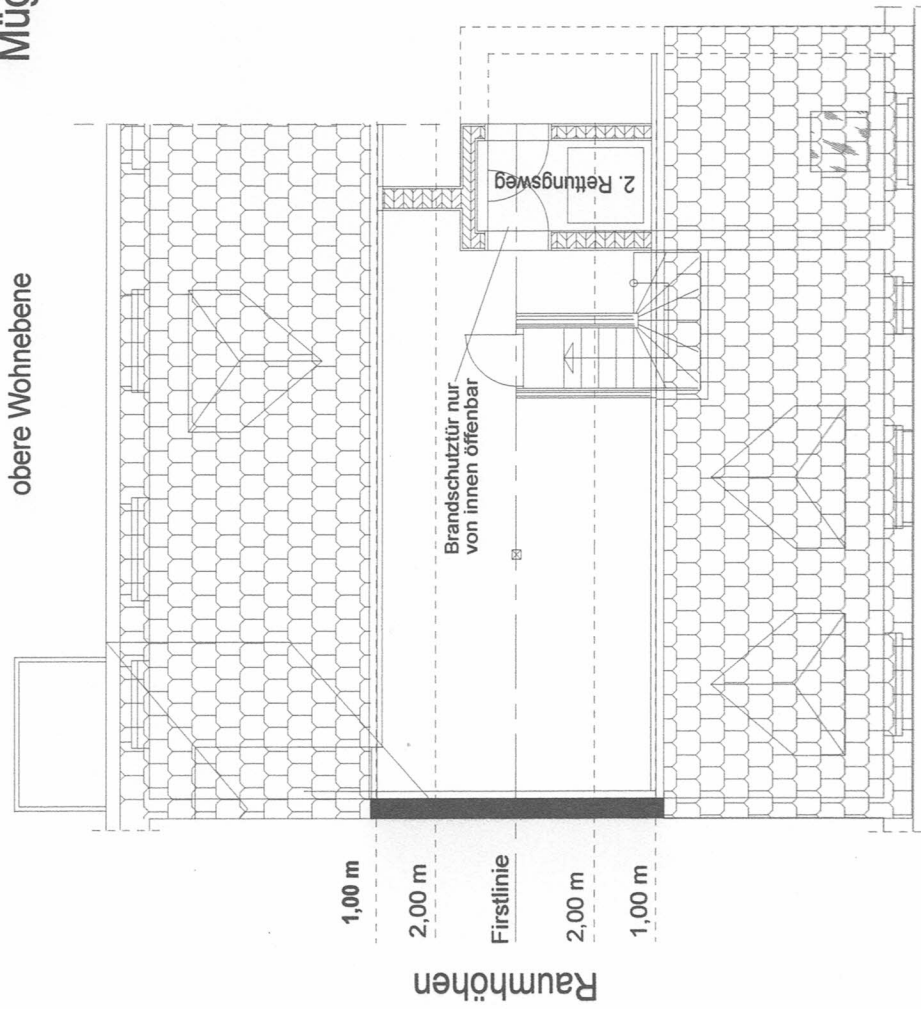 Müg
obere Wohnebene
2. Rettungsweg
Brandschutztür nur
von innen öffenbar
1,00 m
2,00 m
Firstlinie
2,00 m
1,00 m
Raumhöhen